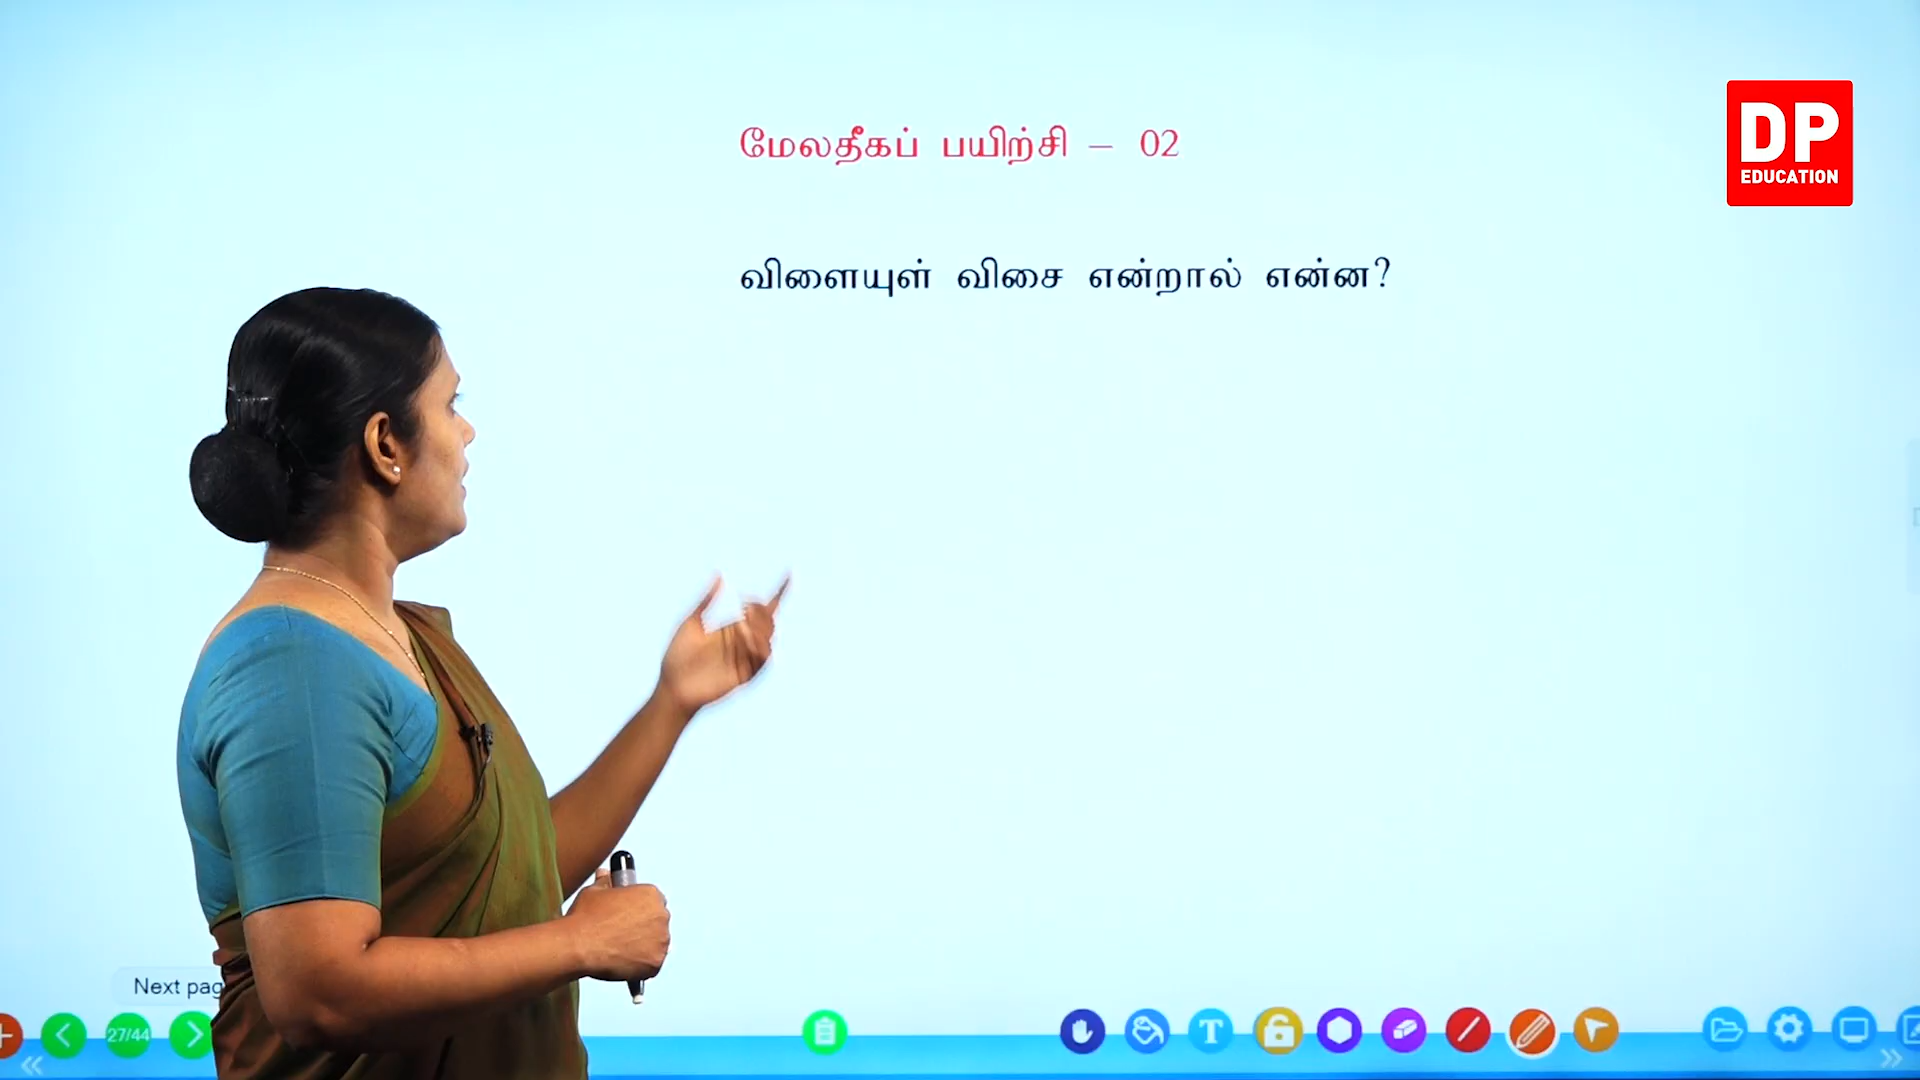 மேலதீகப் பயிற்சி – 02
விளையுள் விசை என்றால் என்ன?
DP
EDUCATION
Next pag
27/44
T